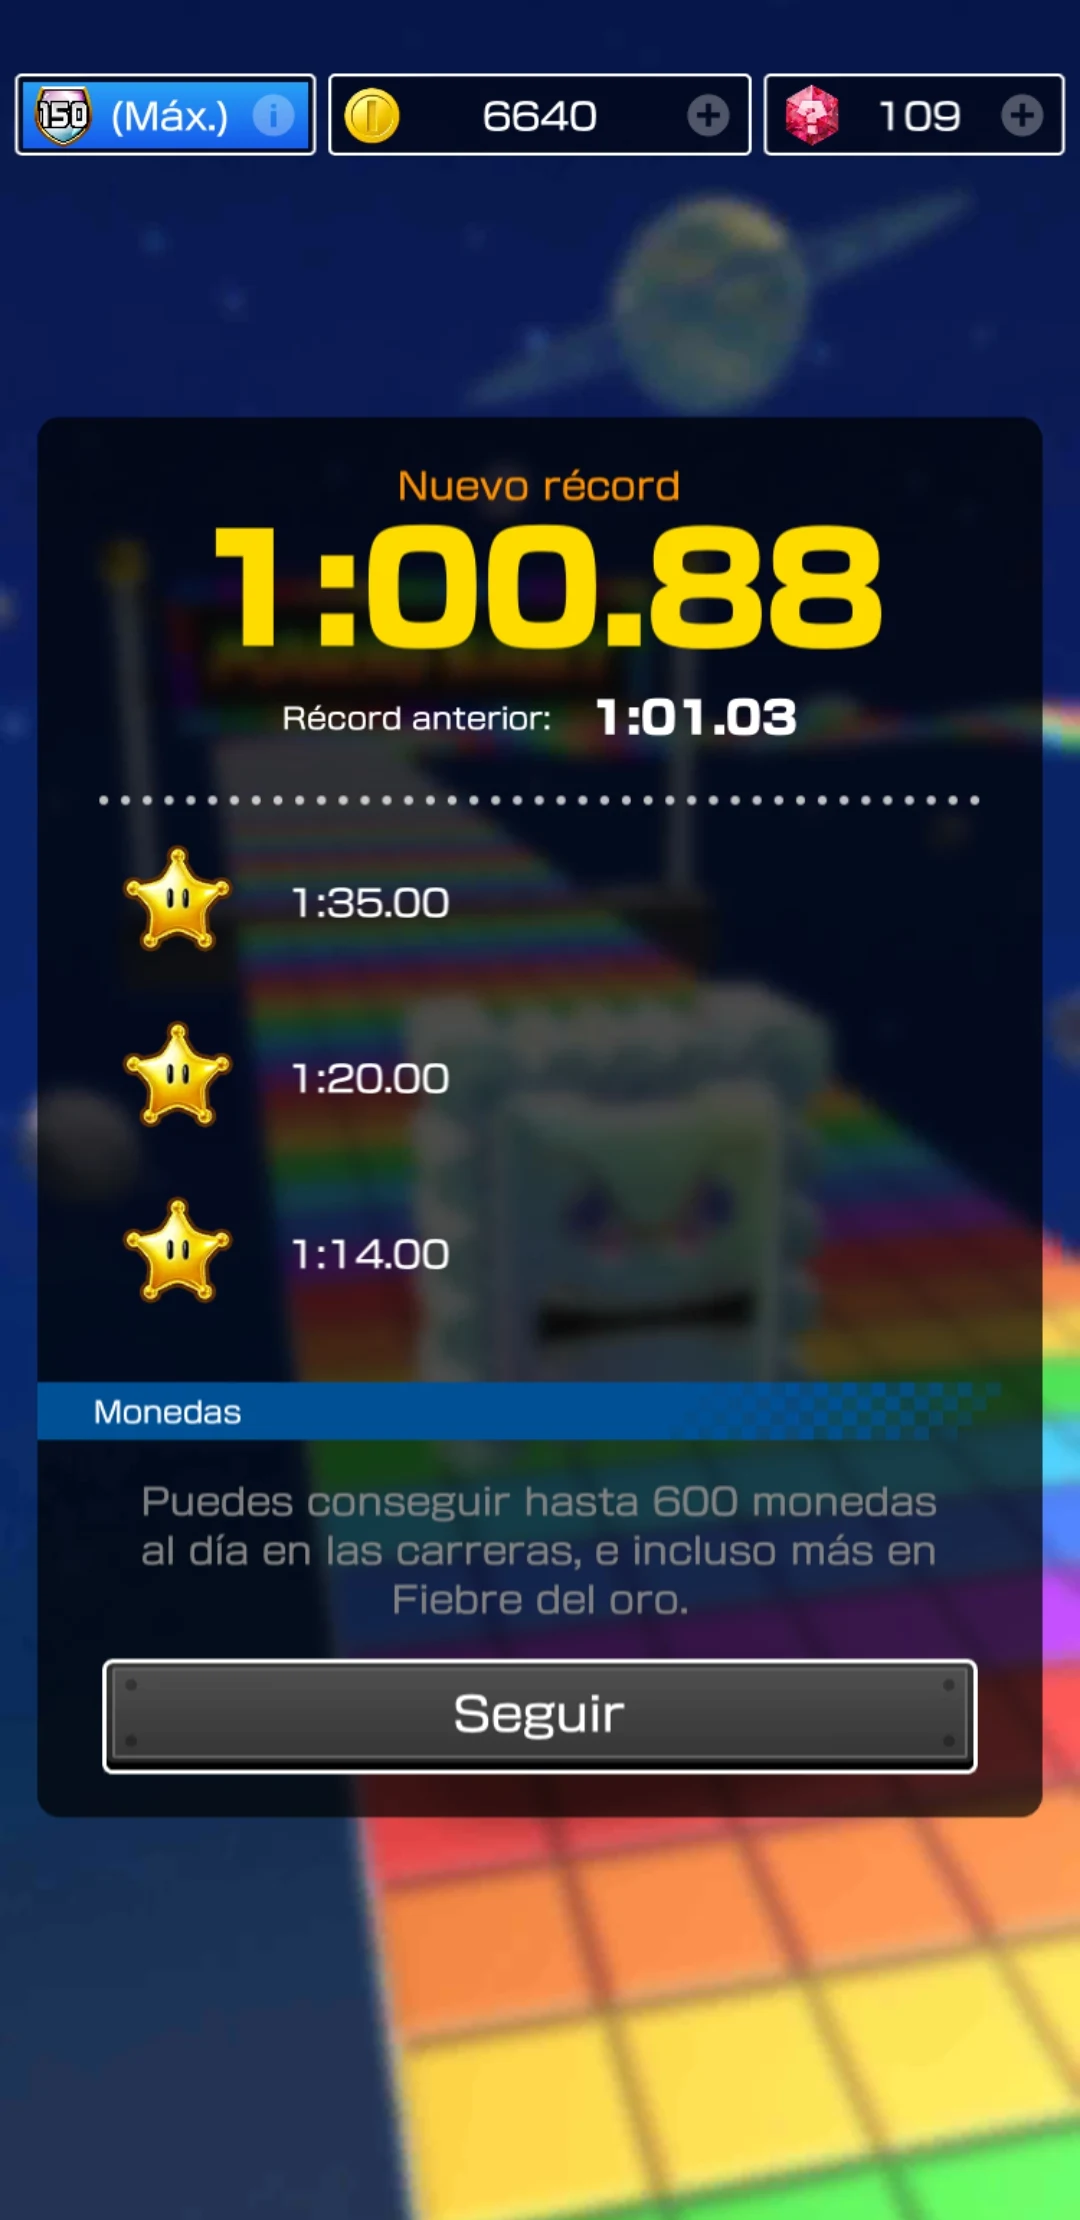 150 (Máx.) i 6640 + 109 +
Nuevo récord
1:00.88
Récord anterior: 1:01.03
1:35.00
1:20.00
1:14.00
Monedas
Puedes conseguir hasta 600 monedas
al día en las carreras, e incluso más en
Fiebre del oro.
Seguir